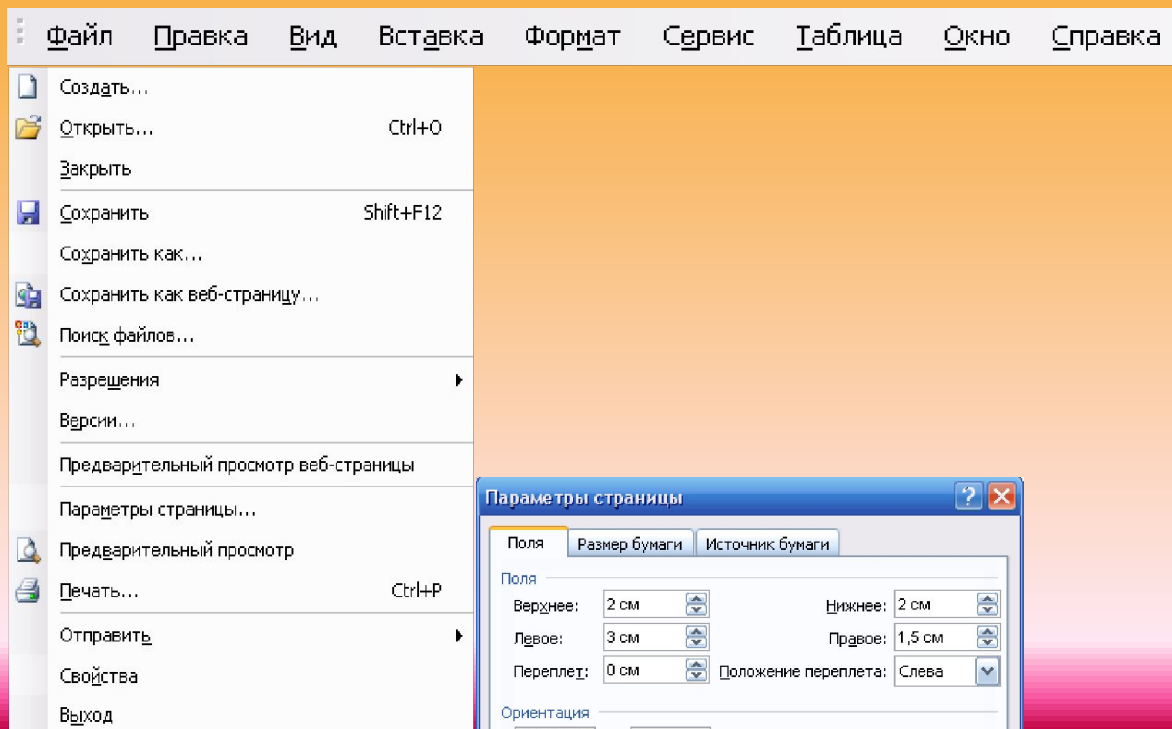 Файл Правка Вид Вставка Формат Сервис Таблица Окно Справка
Создать...
Открыть... Ctrl+O
Закрыть
Сохранить Shift+F12
Сохранить как...
Сохранить как веб-страницу...
Поиск файлов...
Разрешения
Версии...
Предварительный просмотр веб-страницы
Параметры страницы...
Предварительный просмотр
Печать... Ctrl+P
Отправить
Свойства
Выход
Параметры страницы
Поля Размер бумаги Источник бумаги
Поля
Верхнее: 2 см Нижнее: 2 см
Левое: 3 см Правое: 1,5 см
Переплет: 0 см Положение переплета: Слева
Ориентация